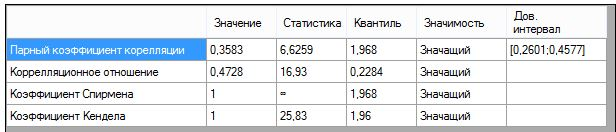 Значение Статистика Квантиль Значимость Дов. интервал
Парный коэффициент корелляции 0,3583 6,6259 1,968 Значащий [0,2601;0,4577]
Коррелляционное отношение 0,4728 16,93 0,2284 Значащий
Коэффициент Спирмена 1 ∞ 1,968 Значащий
Коэффициент Кендела 1 25,83 1,96 Значащий